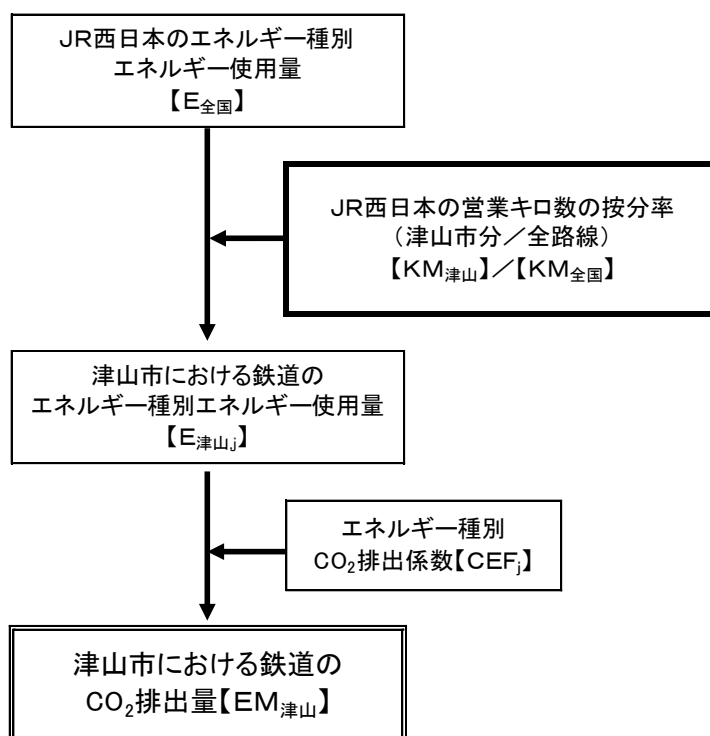 JR西日本のエネルギー種別
エネルギー使用量
【E全国】
JR西日本の営業キロ数の按分率
（津山市分／全路線）
【KM津山】／【KM全国】
津山市における鉄道の
エネルギー種別エネルギー使用量
【E津山,j】
エネルギー種別
CO₂排出係数【CEFj】
津山市における鉄道の
CO₂排出量【EM津山】